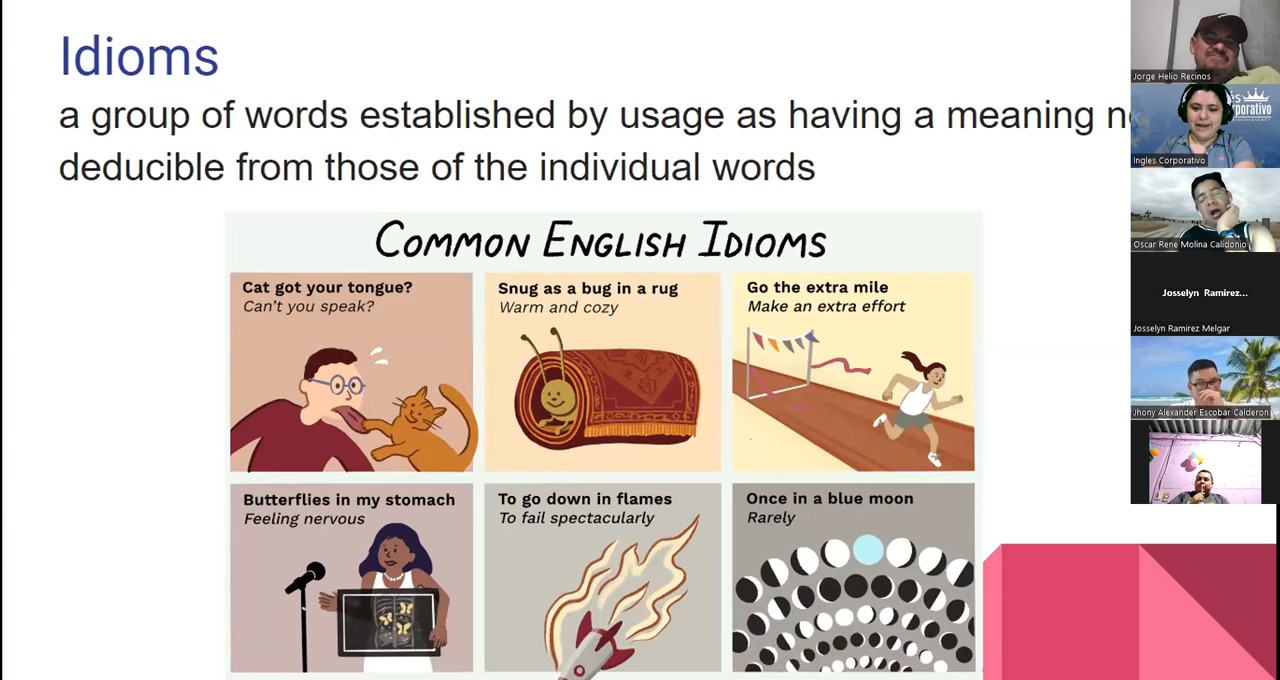 Idioms
a group of words established by usage as having a meaning n
deducible from those of the individual words
COMMON ENGLISH IDIOMS
Cat got your tongue?
Can't you speak?
Snug as a bug in a rug
Warm and cozy
Go the extra mile
Make an extra effort
Butterflies in my stomach
Feeling nervous
To go down in flames
To fail spectacularly
Once in a blue moon
Rarely
Jorge Helio Recinos
Ingles Corporativo
Oscar Rene Molina Calidonio
Josselyn Ramirez...
Josselyn Ramirez Melgar
Jhony Alexander Escobar Calderon